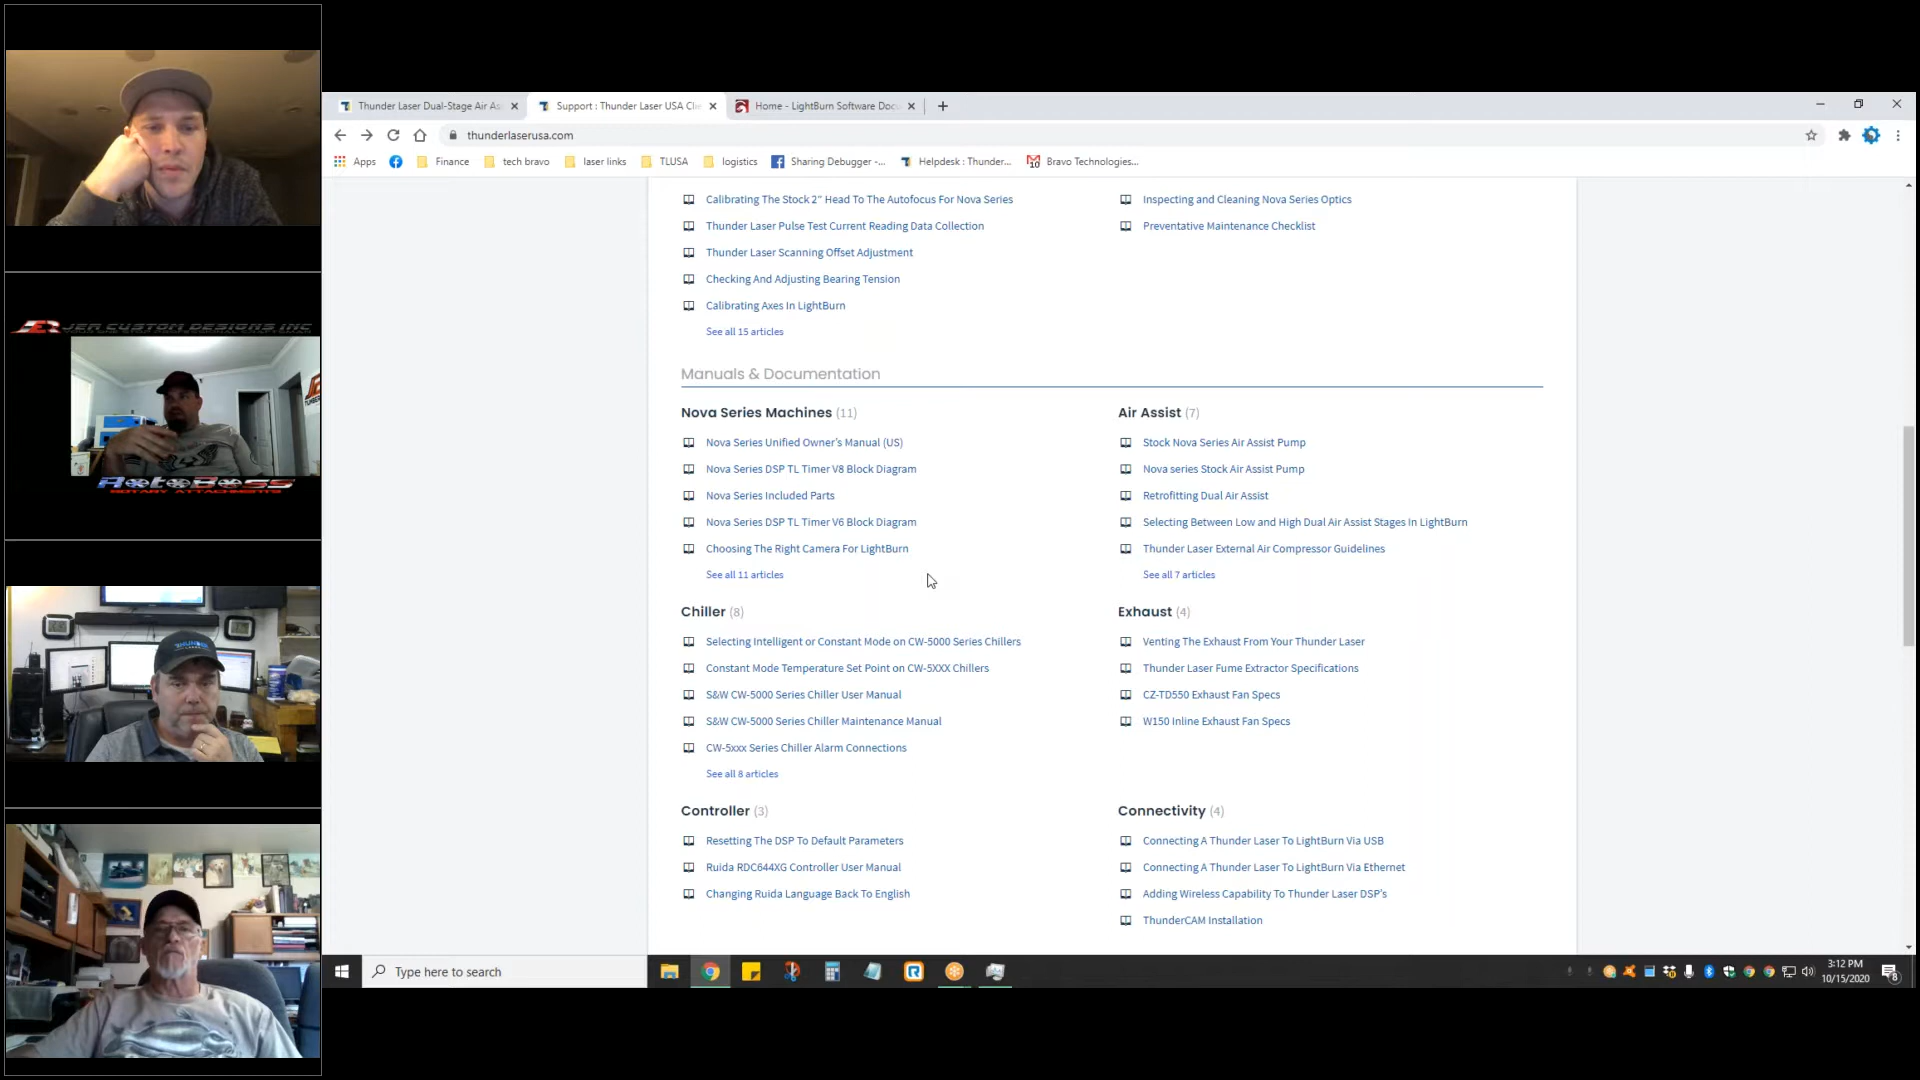 Thunder Laser Dual-Stage Air As
Support : Thunder Laser USA Clie
Home - LightBurn Software Docu
thunderlaserusa.com
Apps
Finance
tech bravo
laser links
TLUSA
logistics
Sharing Debugger -...
Helpdesk : Thunder...
10
Bravo Technologies...
Calibrating The Stock 2" Head To The Autofocus For Nova Series
Thunder Laser Pulse Test Current Reading Data Collection
Thunder Laser Scanning Offset Adjustment
Checking And Adjusting Bearing Tension
Calibrating Axes In LightBurn
See all 15 articles
Inspecting and Cleaning Nova Series Optics
Preventative Maintenance Checklist
Manuals & Documentation
Nova Series Machines (11)
Nova Series Unified Owner's Manual (US)
Nova Series DSP TL Timer V8 Block Diagram
Nova Series Included Parts
Nova Series DSP TL Timer V6 Block Diagram
Choosing The Right Camera For LightBurn
See all 11 articles
Air Assist (7)
Stock Nova Series Air Assist Pump
Nova series Stock Air Assist Pump
Retrofitting Dual Air Assist
Selecting Between Low and High Dual Air Assist Stages In LightBurn
Thunder Laser External Air Compressor Guidelines
See all 7 articles
Chiller (8)
Selecting Intelligent or Constant Mode on CW-5000 Series Chillers
Constant Mode Temperature Set Point on CW-5XXX Chillers
S&W CW-5000 Series Chiller User Manual
S&W CW-5000 Series Chiller Maintenance Manual
CW-5xxx Series Chiller Alarm Connections
See all 8 articles
Exhaust (4)
Venting The Exhaust From Your Thunder Laser
Thunder Laser Fume Extractor Specifications
CZ-TD550 Exhaust Fan Specs
W150 Inline Exhaust Fan Specs
Controller (3)
Resetting The DSP To Default Parameters
Ruida RDC644XG Controller User Manual
Changing Ruida Language Back To English
Connectivity (4)
Connecting A Thunder Laser To LightBurn Via USB
Connecting A Thunder Laser To LightBurn Via Ethernet
Adding Wireless Capability To Thunder Laser DSP's
ThunderCAM Installation
Type here to search
3:12 PM
10/15/2020
8
JER CUSTOM DESIGNS INC
RotoBoss
ROTARY ATTACHMENTS